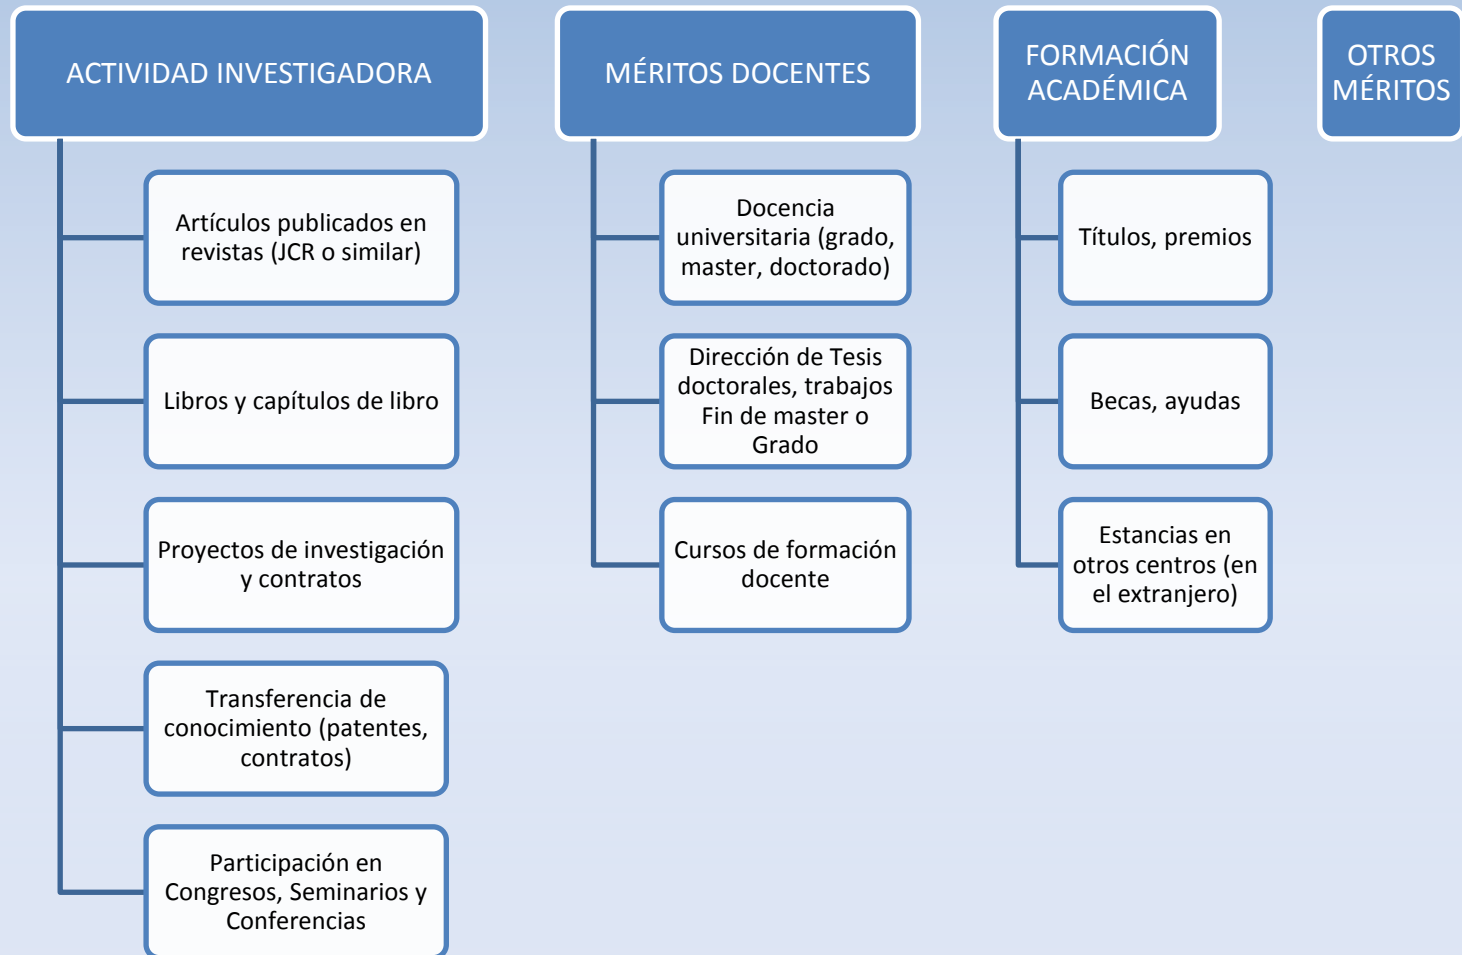 ACTIVIDAD INVESTIGADORA
Artículos publicados en
revistas (JCR o similar)
Libros y capítulos de libro
Proyectos de investigación
y contratos
Transferencia de
conocimiento (patentes,
contratos)
Participación en
Congresos, Seminarios y
Conferencias
MÉRITOS DOCENTES
Docencia
universitaria (grado,
master, doctorado)
Dirección de Tesis
doctorales, trabajos
Fin de master o
Grado
Cursos de formación
docente
FORMACIÓN
ACADÉMICA
Títulos, premios
Becas, ayudas
Estancias en
otros centros (en
el extranjero)
OTROS
MÉRITOS